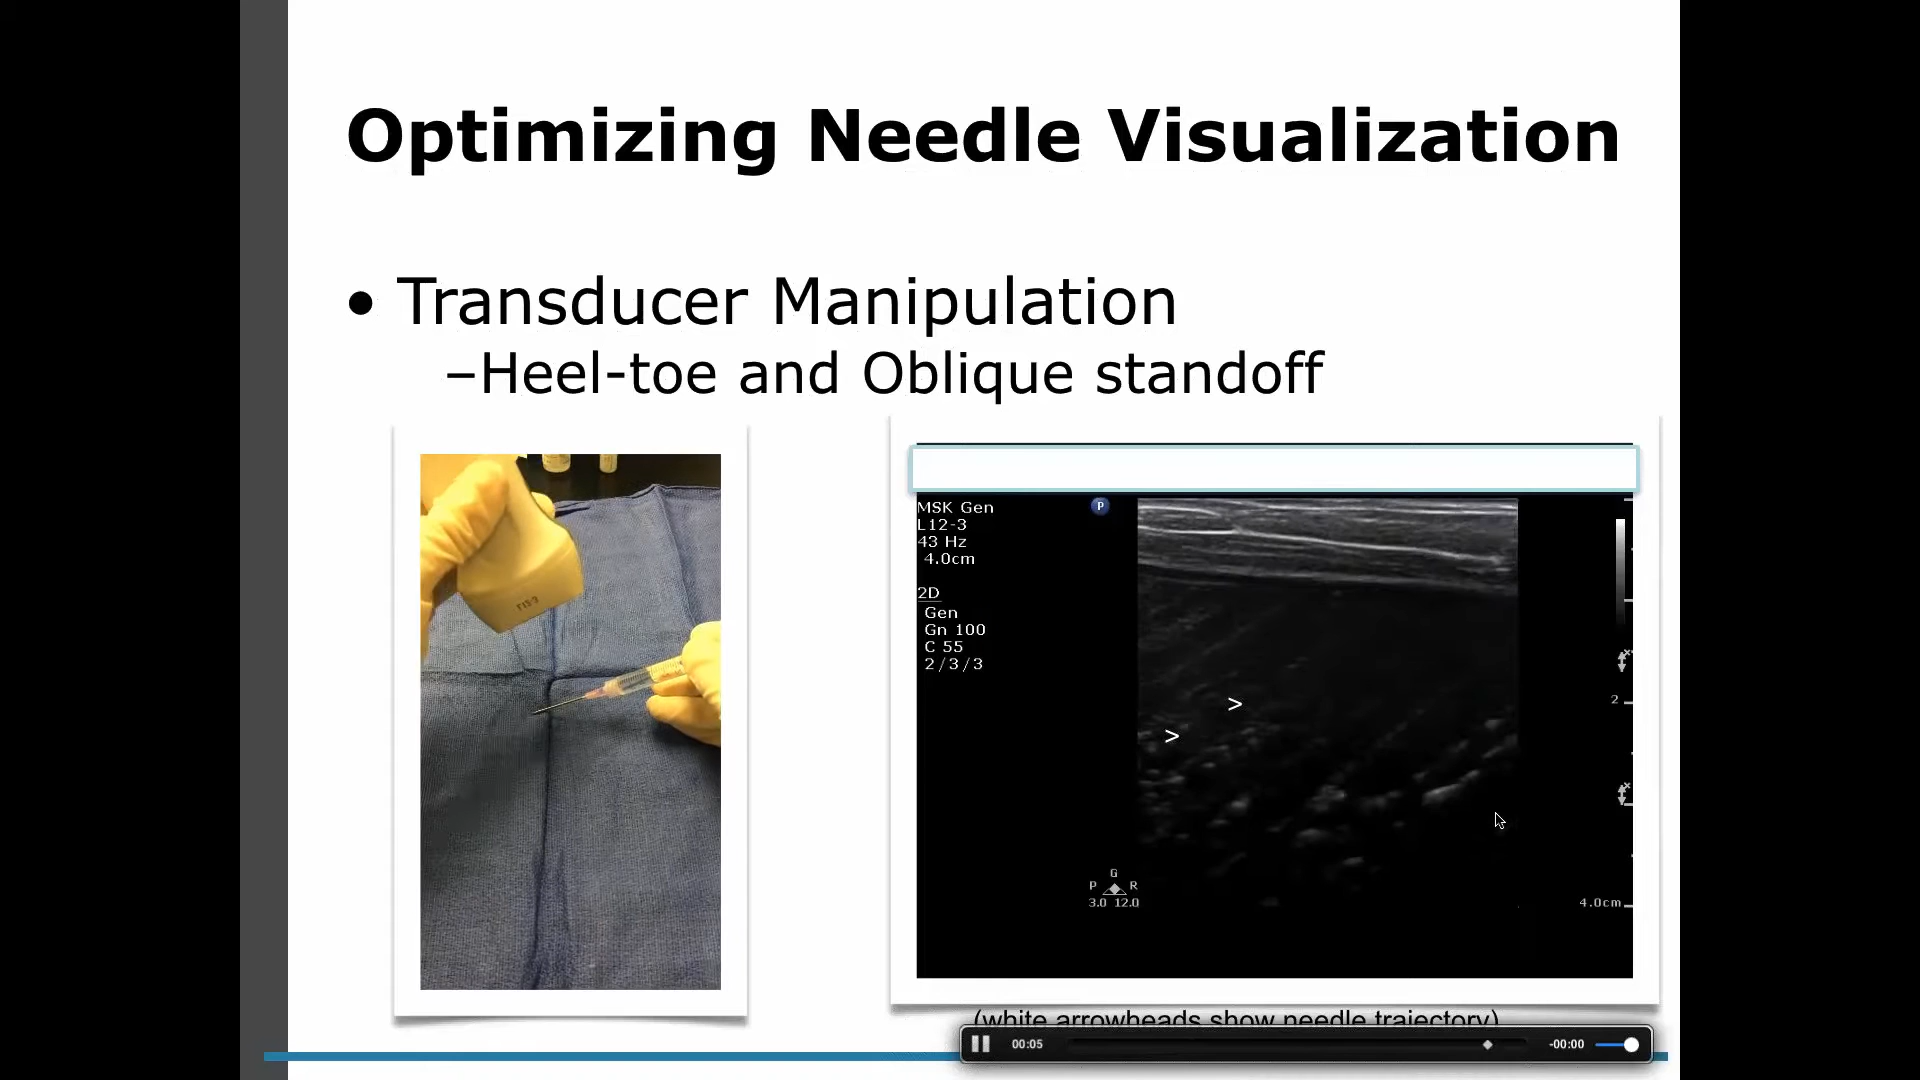 Optimizing Needle Visualization
• Transducer Manipulation
–Heel-toe and Oblique standoff
MSK Gen
L12-3
43 Hz
4.0cm
P
2D
Gen
Gn 100
C 55
2/3/3
>
>
2
G
P R
3.0 12.0
4.0cm
(white arrowheads show needle trajectory)
00:05
-00:00